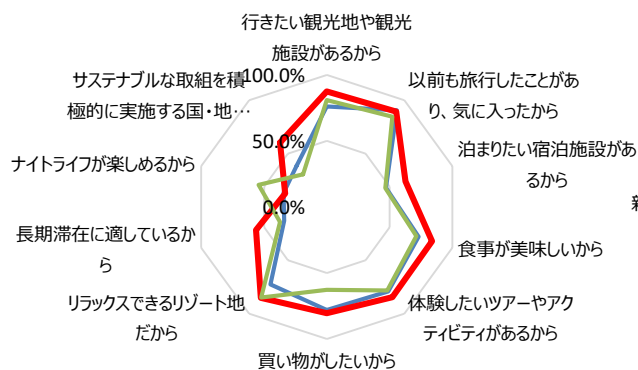 行きたい観光地や観光
施設があるから
以前も旅行したことがあ
り、気に入ったから
泊まりたい宿泊施設があ
るから
食事が美味しいから
体験したいツアーやアク
ティビティがあるから
買い物がしたいから
リラックスできるリゾート地
だから
長期滞在に適しているか
ら
ナイトライフが楽しめるから
サステナブルな取組を積
極的に実施する国・地…
100.0%
50.0%
0.0%